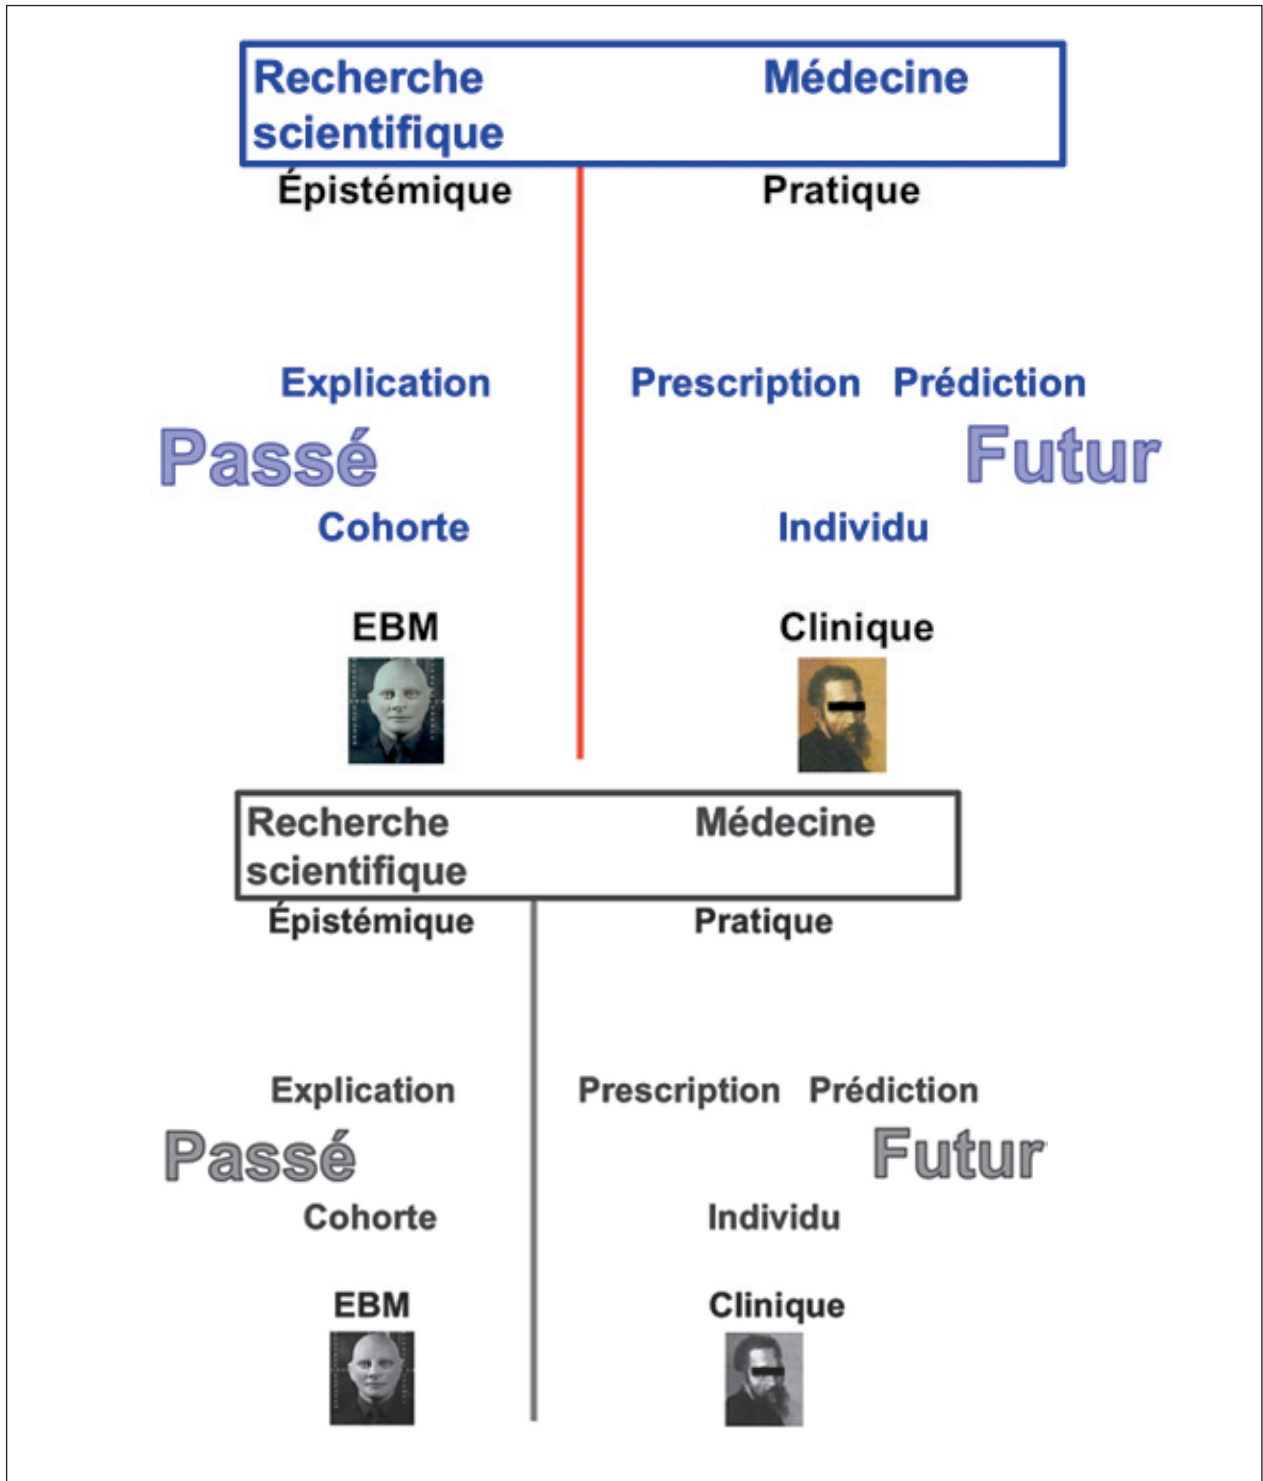 Recherche Médecine
scientifique
Épistémique Pratique
Explication Prescription Prédiction
Passé Futur
Cohorte Individu
EBM Clinique
Recherche Médecine
scientifique
Épistémique Pratique
Explication Prescription Prédiction
Passé Futur
Cohorte Individu
EBM Clinique